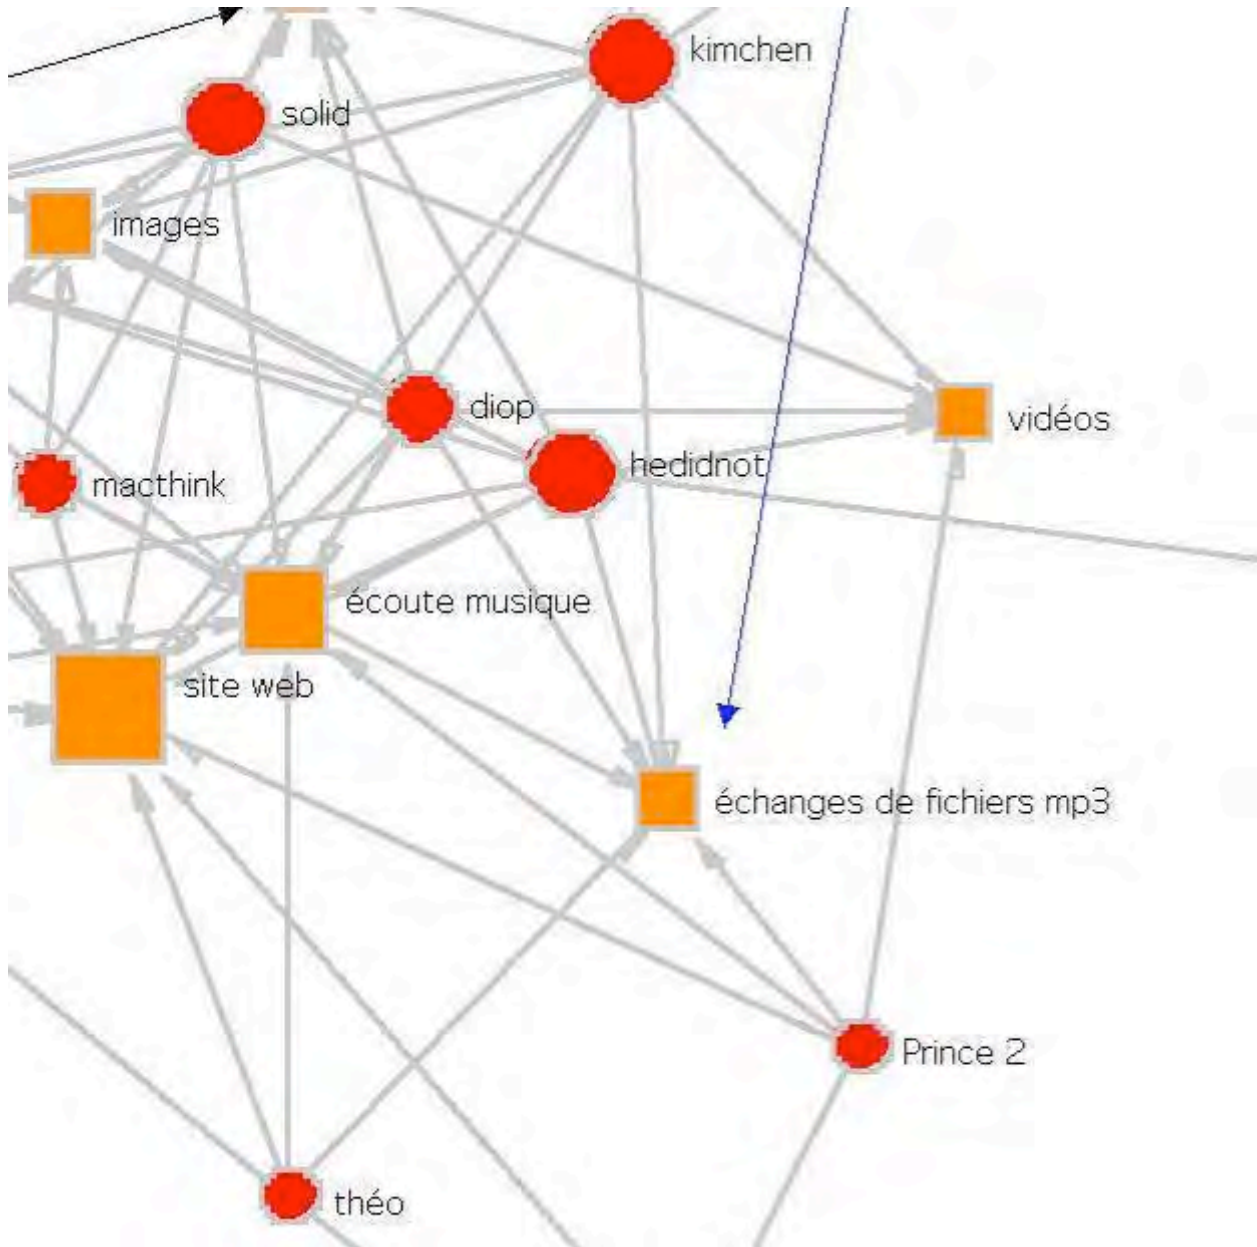 kimchen
solid
images
diop
vidéos
hedidnot
macthink
écoute musique
site web
échanges de fichiers mp3
Prince 2
théo